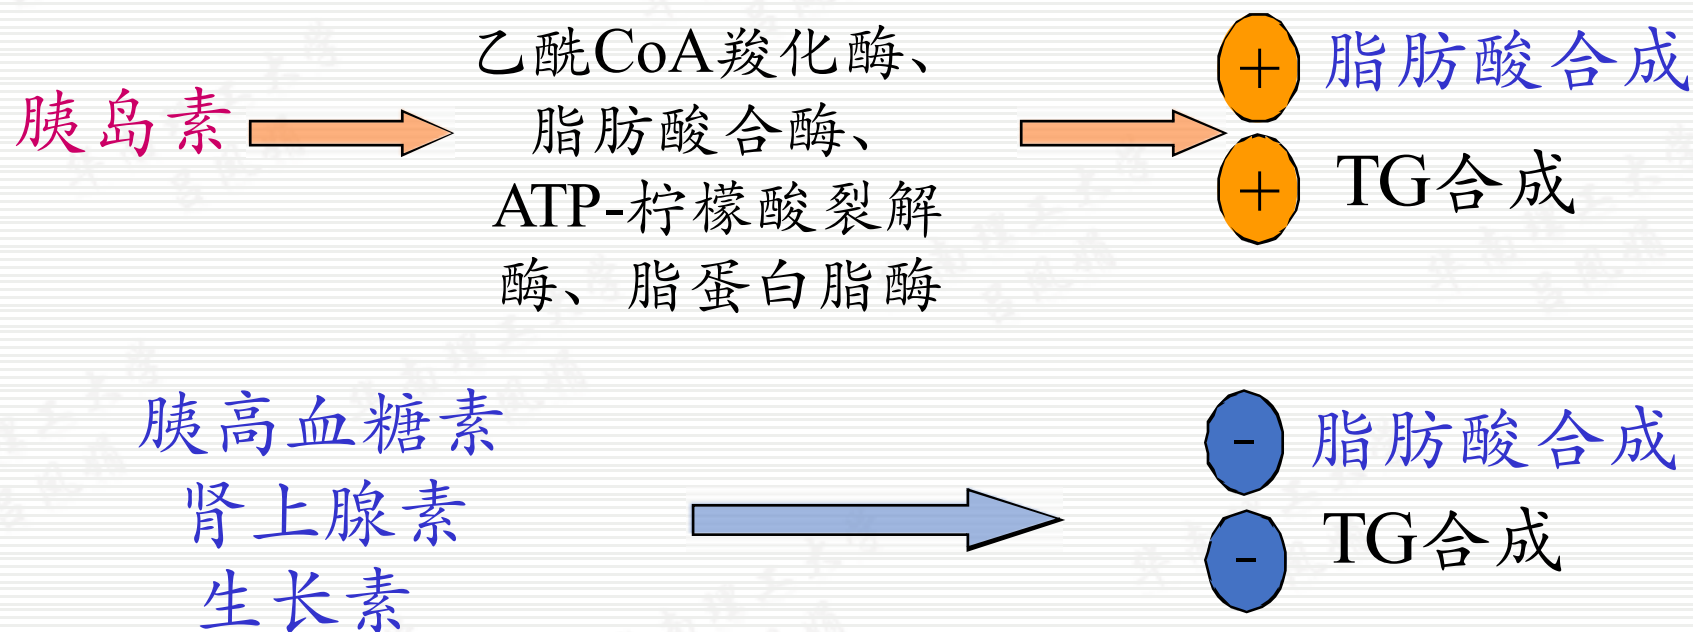 乙酰CoA羧化酶、
脂肪酸合酶、
ATP-柠檬酸裂解
酶、脂蛋白脂酶
胰岛素
+ 脂肪酸合成
+ TG合成
胰高血糖素
肾上腺素
生长素
- 脂肪酸合成
- TG合成